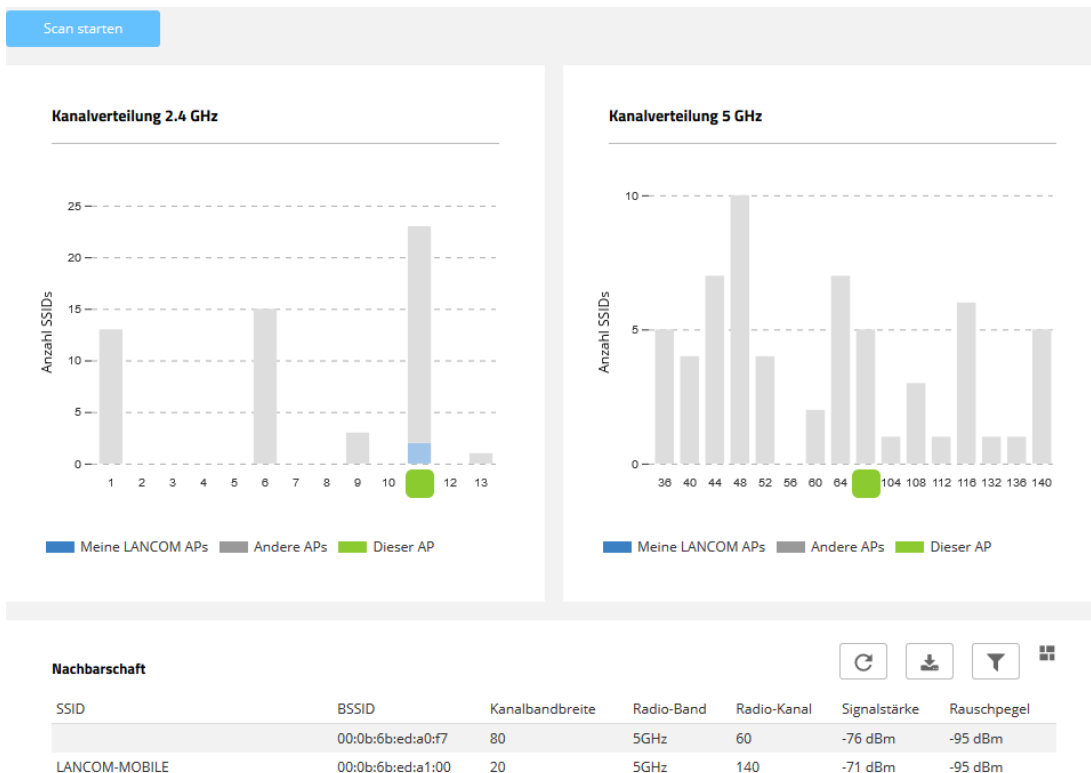 Scan starten
Kanalverteilung 2.4 GHz
Anzahl SSIDs
25
20
15
10
5
0
1 2 3 4 5 6 7 8 9 10 12 13
Meine LANCOM APs Andere APs Dieser AP
Kanalverteilung 5 GHz
Anzahl SSIDs
10
5
0
36 40 44 48 52 56 60 64 104 108 112 116 132 136 140
Meine LANCOM APs Andere APs Dieser AP
Nachbarschaft
SSID BSSID Kanalbandbreite Radio-Band Radio-Kanal Signalstärke Rauschpegel
00:0b:6b:ed:a0:f7 80 5GHz 60 -76 dBm -95 dBm
LANCOM-MOBILE 00:0b:6b:ed:a1:00 20 5GHz 140 -71 dBm -95 dBm